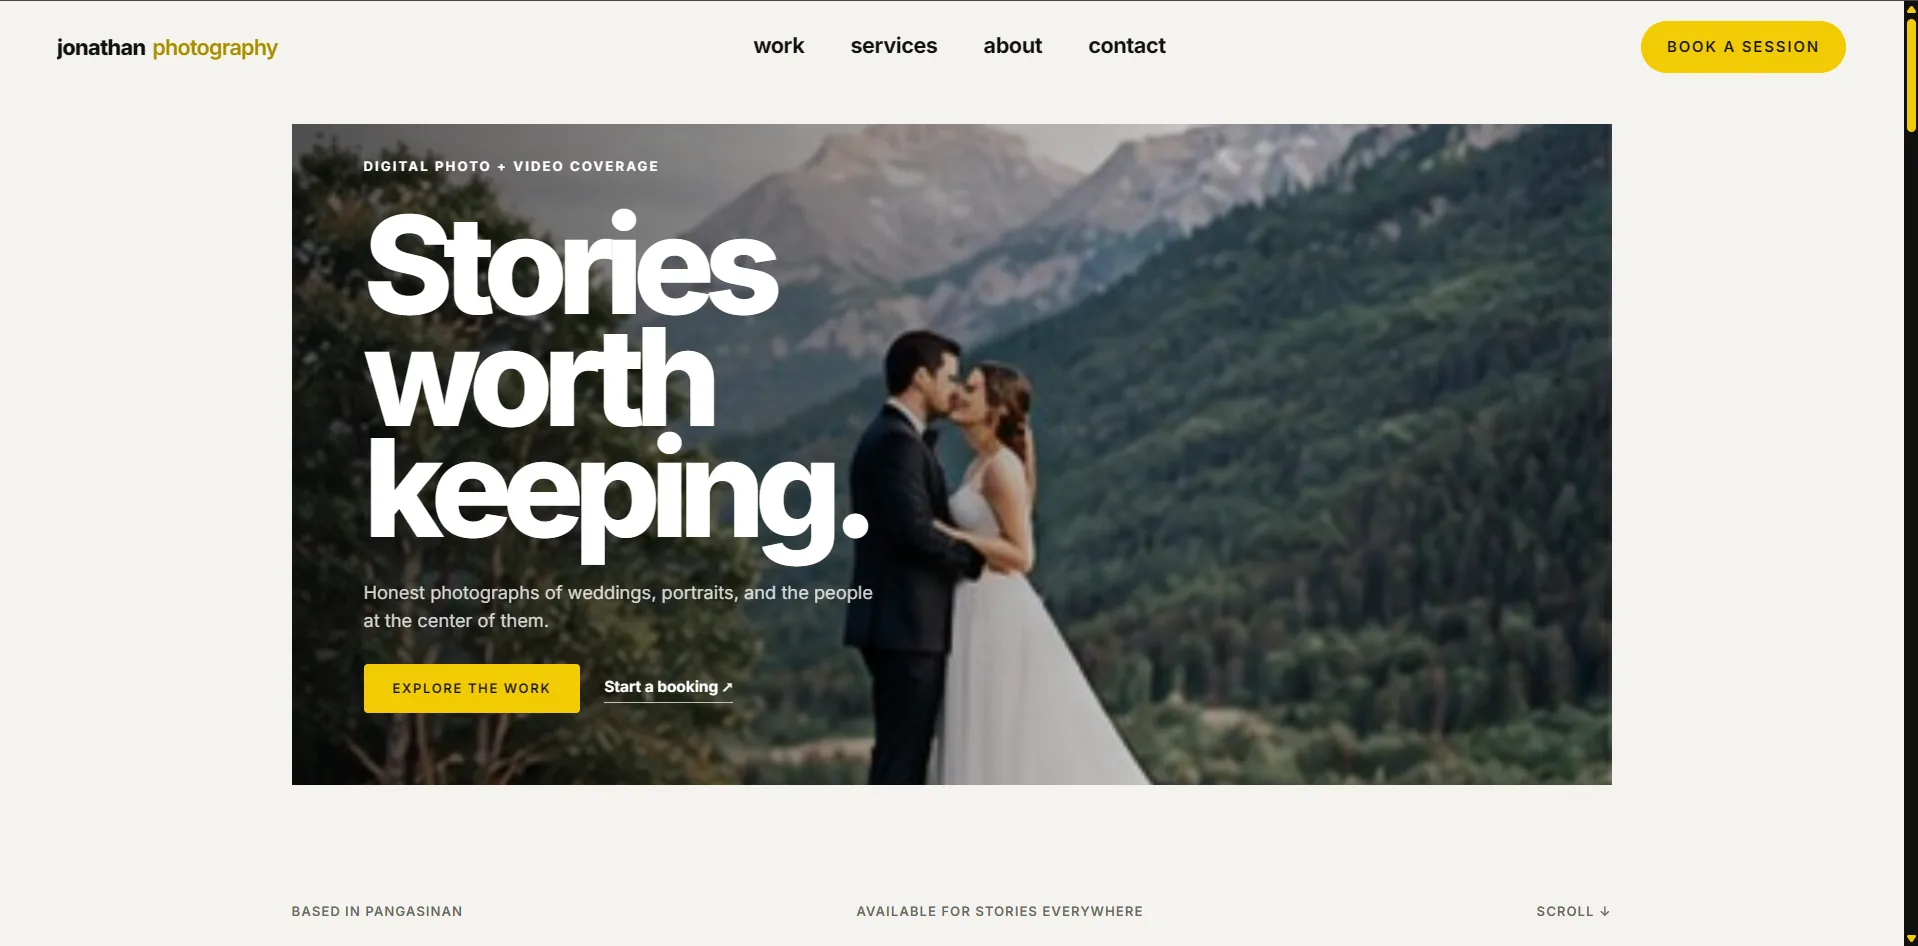 jonathan photography
work
services
about
contact
BOOK A SESSION
DIGITAL PHOTO + VIDEO COVERAGE
Stories
worth
keeping.
Honest photographs of weddings, portraits, and the people
at the center of them.
EXPLORE THE WORK
Start a booking ↗
BASED IN PANGASINAN
AVAILABLE FOR STORIES EVERYWHERE
SCROLL ↓